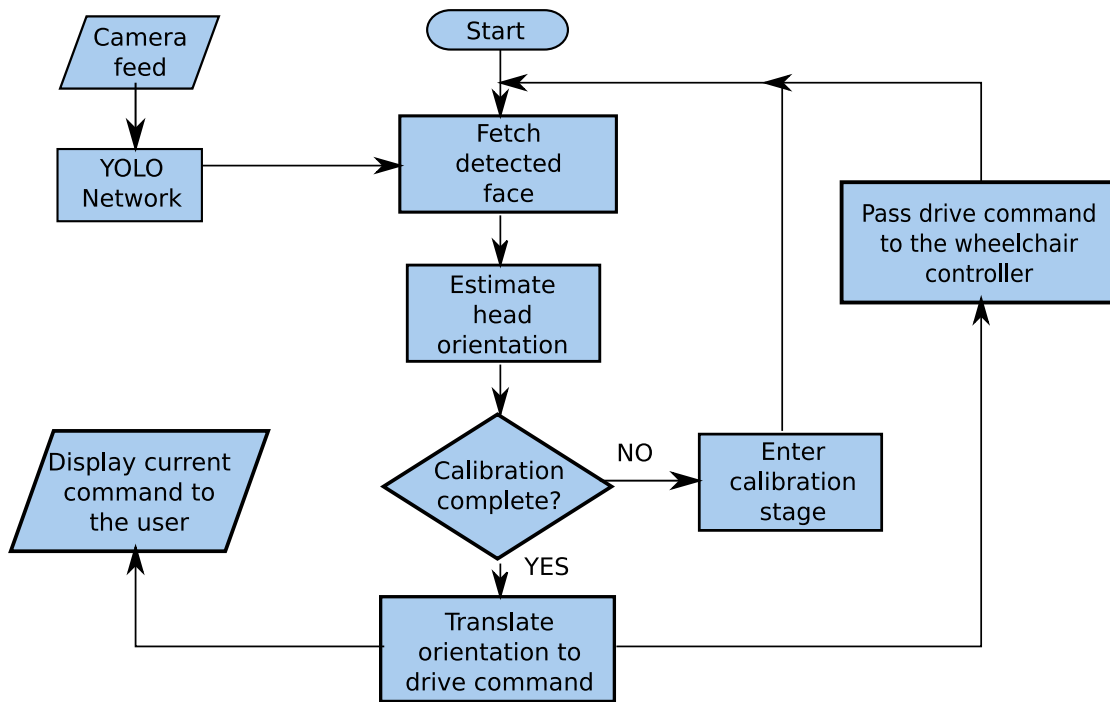 Camera
feed
Start
YOLO
Network
Fetch
detected
face
Pass drive command
to the wheelchair
controller
Estimate
head
orientation
Calibration
complete?
NO
Enter
calibration
stage
Display current
command to
the user
YES
Translate
orientation to
drive command